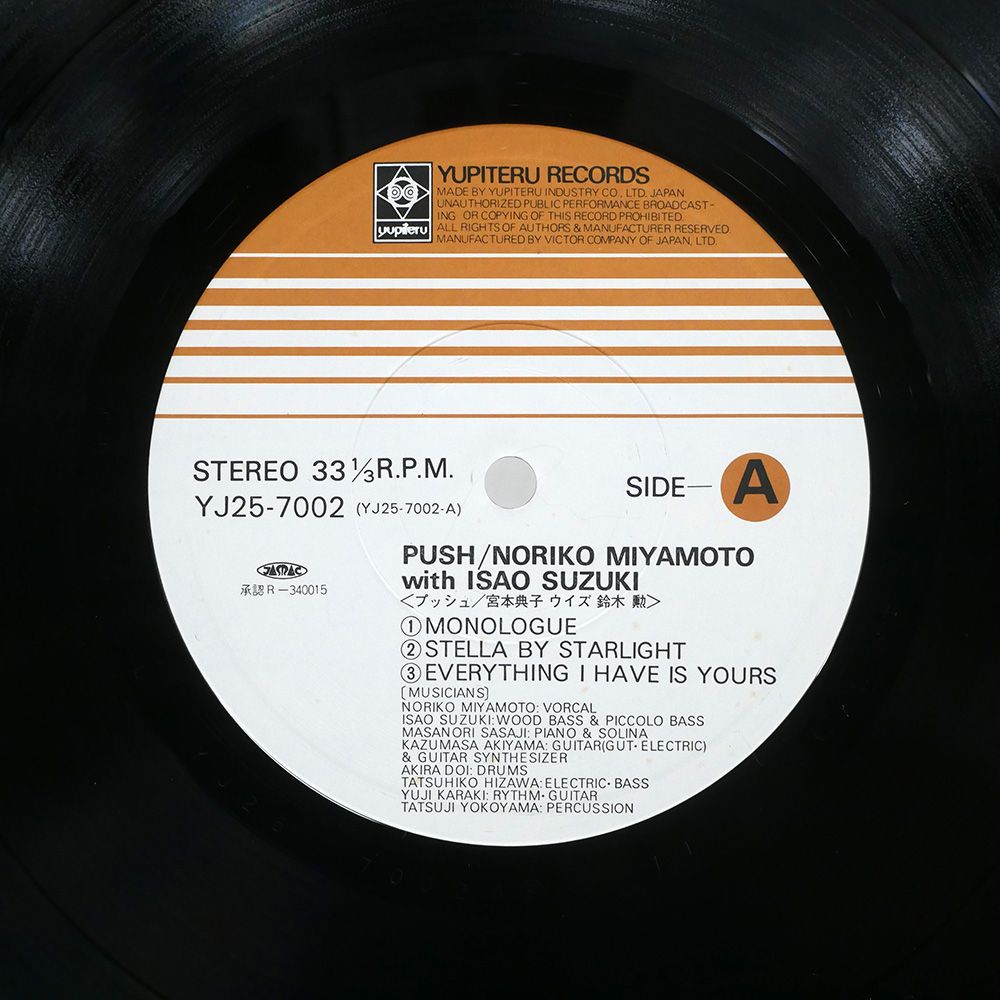 YUPITERU RECORDS
MADE BY YUPITERU INDUSTRY CO., LTD. JAPAN
UNAUTHORIZED PUBLIC PERFORMANCE BROADCAST-
ING OR COPYING OF THIS RECORD PROHIBITED.
ALL RIGHTS OF AUTHORS & MANUFACTURER RESERVED.
MANUFACTURED BY VICTOR COMPANY OF JAPAN, LTD.
yupiteru
STEREO 33 1/3 R.P.M.
YJ25-7002 (YJ25-7002-A)
SIDE— A
JASRAC
承認 R—340015
PUSH/NORIKO MIYAMOTO
with ISAO SUZUKI
<プッシュ/宮本典子 ウイズ 鈴木 勲>
①MONOLOGUE
②STELLA BY STARLIGHT
③EVERYTHING I HAVE IS YOURS
[MUSICIANS]
NORIKO MIYAMOTO: VORCAL
ISAO SUZUKI: WOOD BASS & PICCOLO BASS
MASANORI SASAJI: PIANO & SOLINA
KAZUMASA AKIYAMA: GUITAR(GUT・ELECTRIC)
& GUITAR SYNTHESIZER
AKIRA DOI: DRUMS
TATSUHIKO HIZAWA: ELECTRIC・BASS
YUJI KARAKI: RYTHM・GUITAR
TATSUJI YOKOYAMA: PERCUSSION